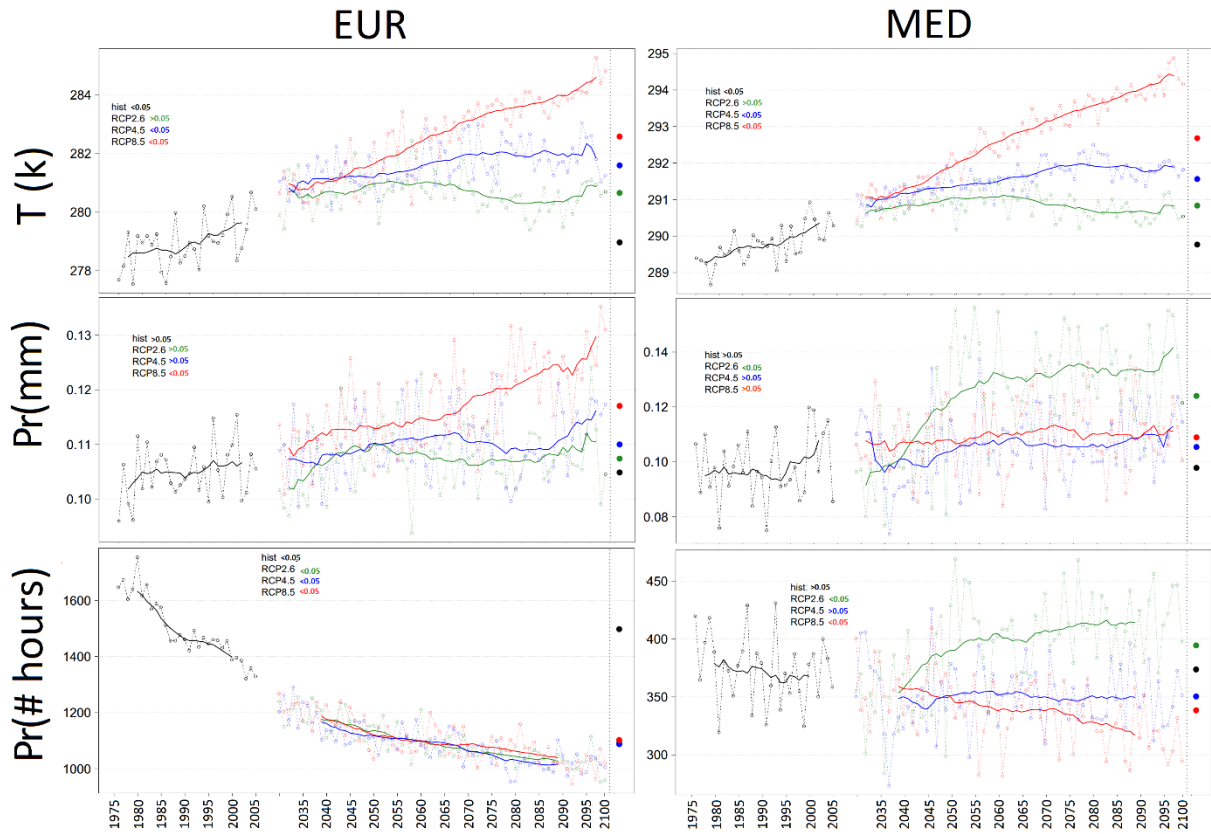 EUR
MED
T (k)
284
282
280
278
hist <0.05
RCP2.6 >0.05
RCP4.5 <0.05
RCP8.5 <0.05
295
294
293
292
291
290
289
hist <0.05
RCP2.6 >0.05
RCP4.5 <0.05
RCP8.5 <0.05
Pr(mm)
0.13
0.12
0.11
0.10
hist >0.05
RCP2.6 >0.05
RCP4.5 >0.05
RCP8.5 <0.05
0.14
0.12
0.10
0.08
hist >0.05
RCP2.6 <0.05
RCP4.5 >0.05
RCP8.5 >0.05
Pr(# hours)
1600
1400
1200
1000
hist <0.05
RCP2.6 <0.05
RCP4.5 <0.05
RCP8.5 <0.05
450
400
350
300
hist. >0.05
RCP2.6 <0.05
RCP4.5 >0.05
RCP8.5 <0.05
1975 1980 1985 1990 1995 2000 2005 2035 2040 2045 2050 2055 2060 2065 2070 2075 2080 2085 2090 2095 2100
1975 1980 1985 1990 1995 2000 2005 2035 2040 2045 2050 2055 2060 2065 2070 2075 2080 2085 2090 2095 2100